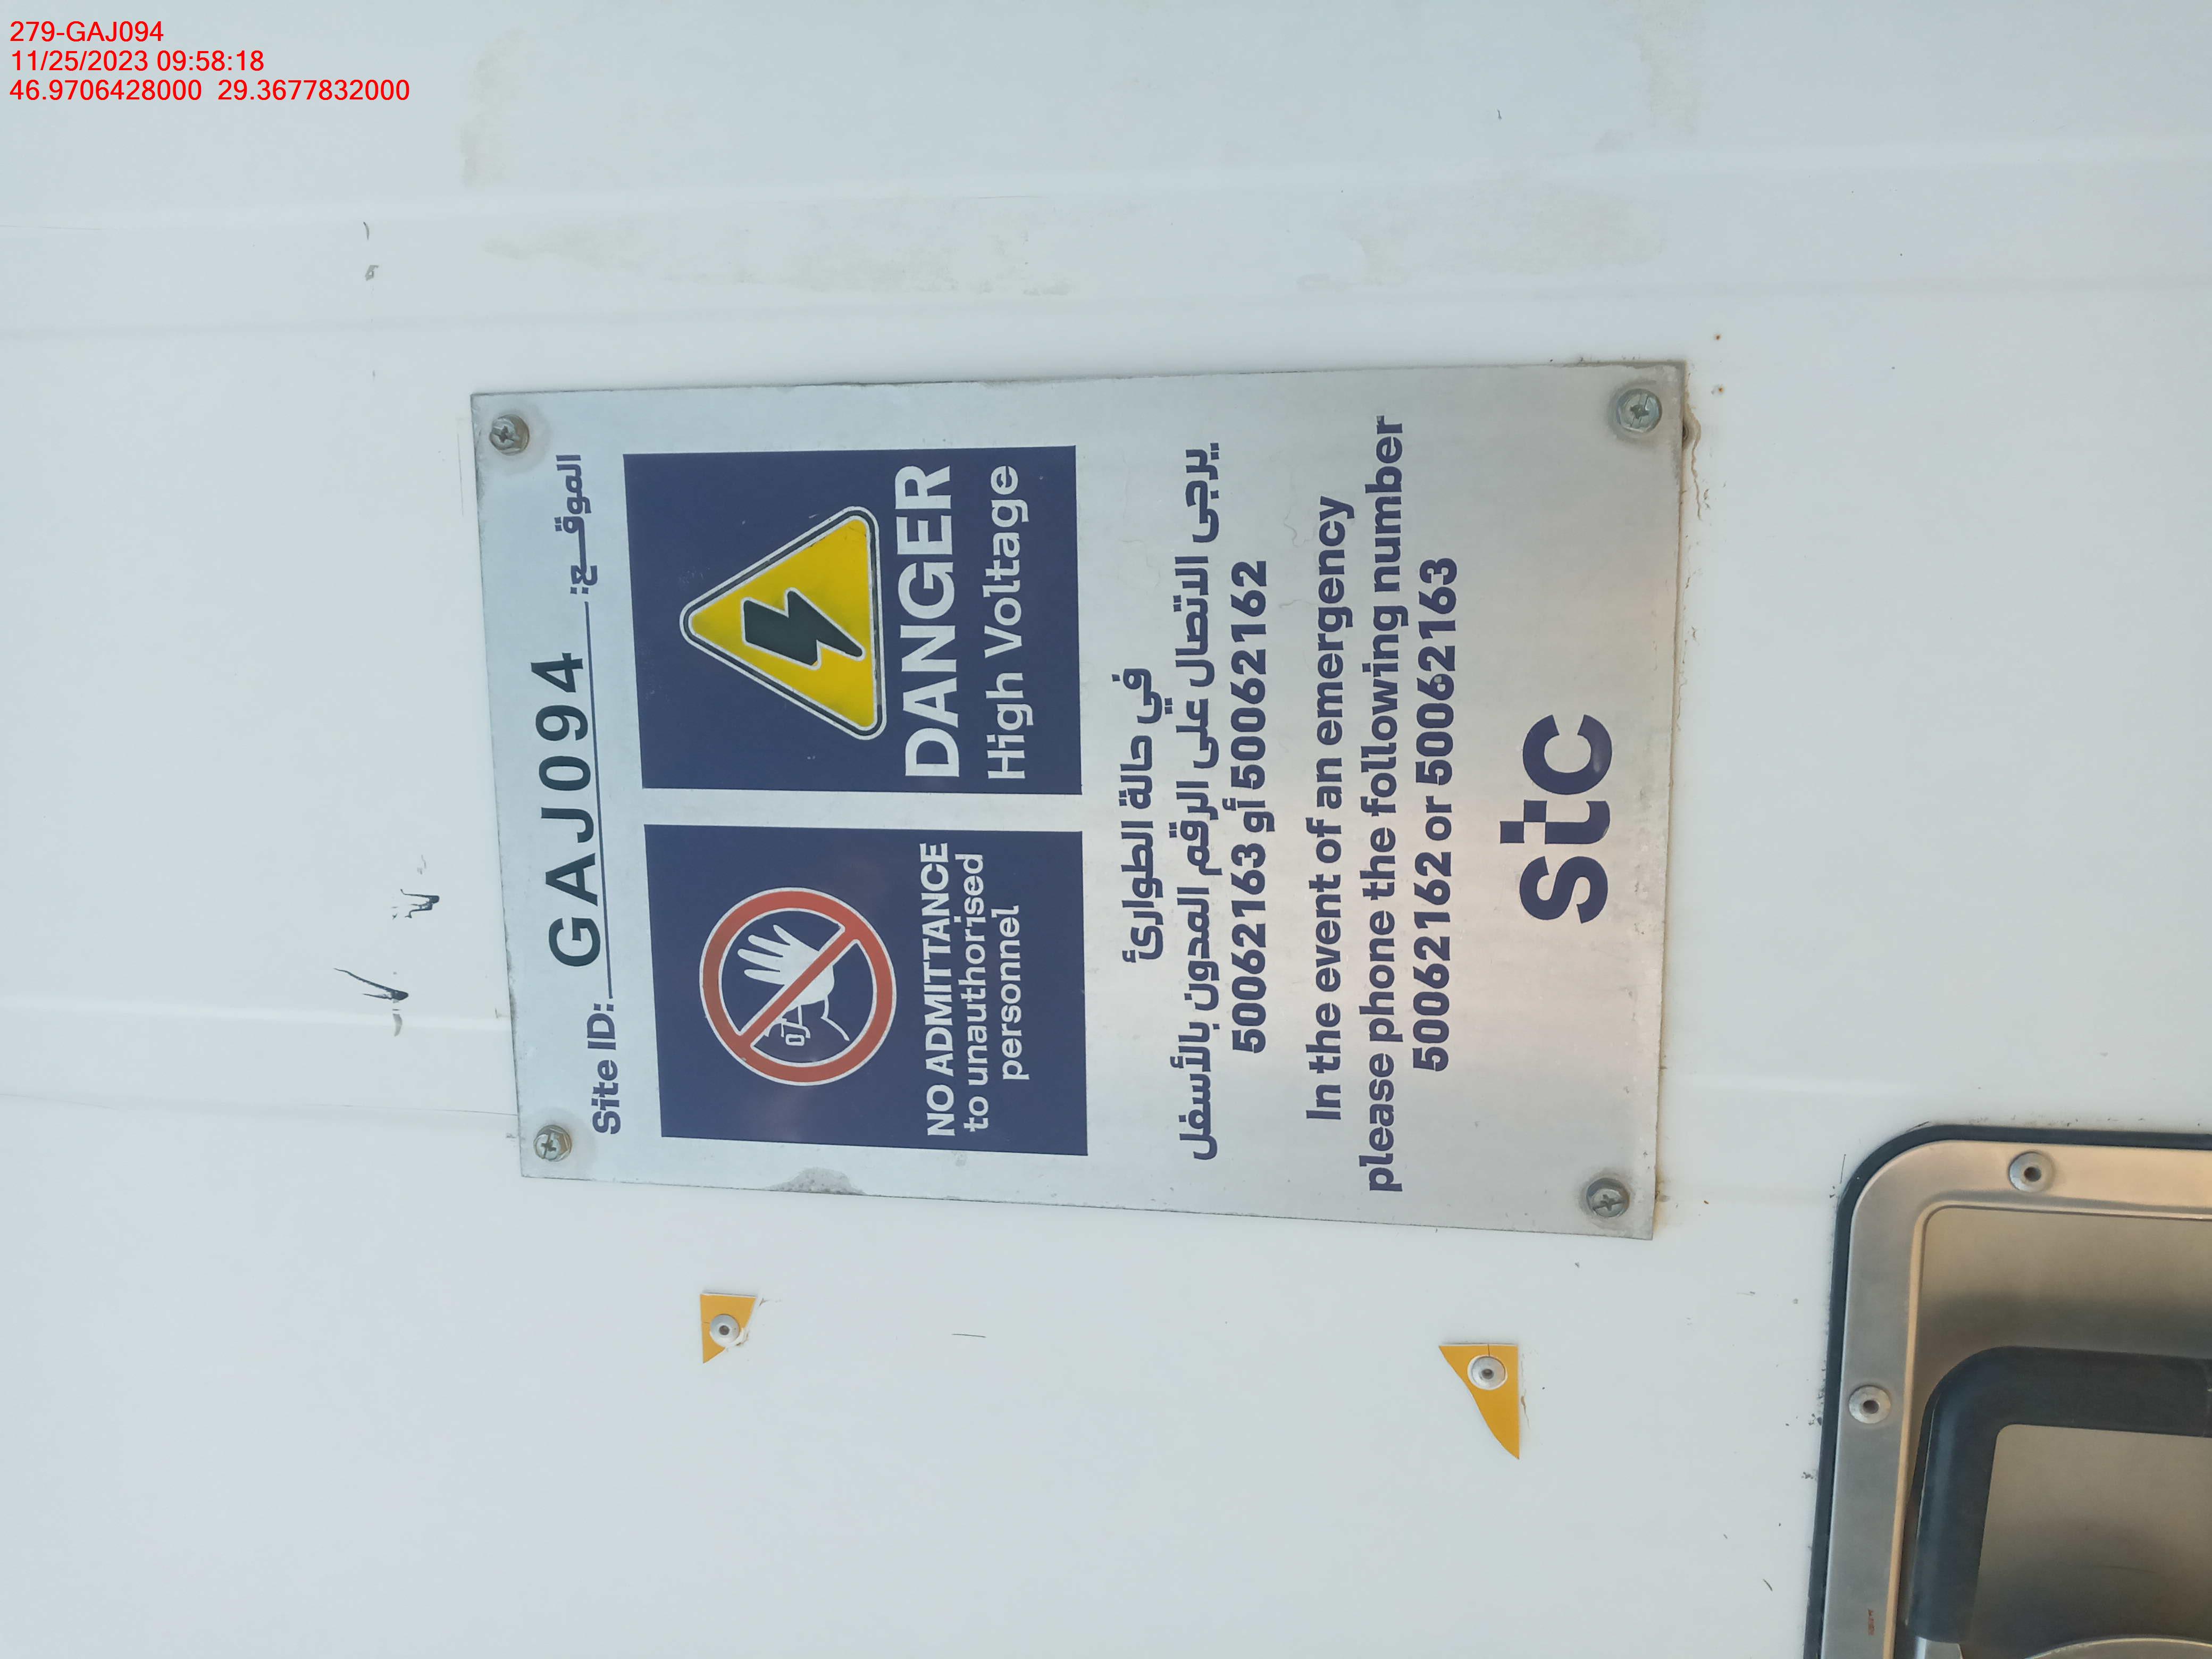 279-GAJ094
11/25/2023 09:58:18
46.9706428000 29.3677832000
Site ID: GAJ094 الموقــع:
NO ADMITTANCE
to unauthorised
personnel
DANGER
High Voltage
في حالة الطوارئ
يرجى الاتصال على الرقم المدون بالأسفل
50062163 أو 50062162
In the event of an emergency
please phone the following number
50062162 or 50062163
stc